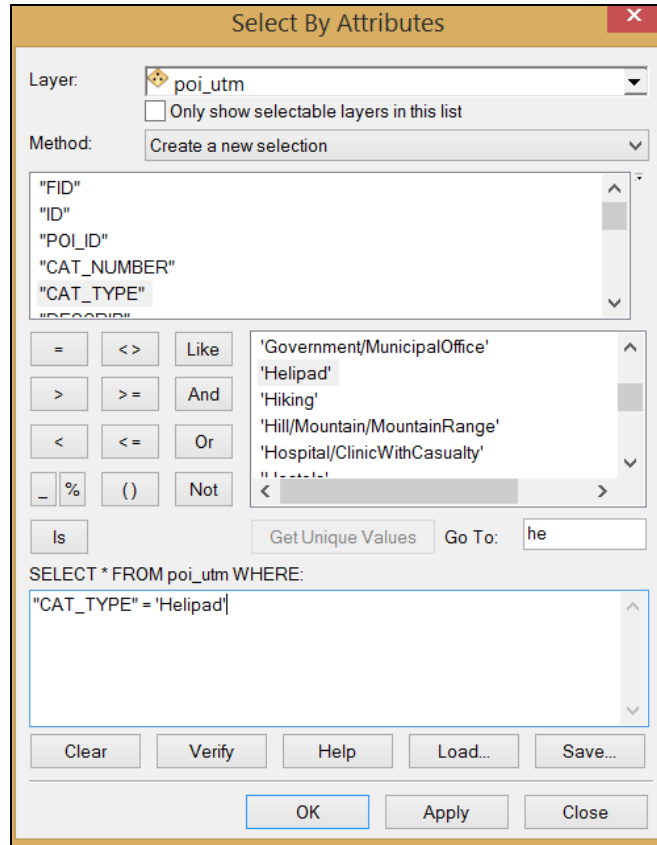 Select By Attributes
x
Layer: poi_utm
Only show selectable layers in this list
Method: Create a new selection
"FID"
"ID"
"POI_ID"
"CAT_NUMBER"
"CAT_TYPE"
= <> Like
> >= And
< <= Or
_ % () Not
Is
'Government/MunicipalOffice'
'Helipad'
'Hiking'
'Hill/Mountain/MountainRange'
'Hospital/ClinicWithCasualty'
Get Unique Values Go To: he
SELECT * FROM poi_utm WHERE:
"CAT_TYPE" = 'Helipad'
Clear Verify Help Load... Save...
OK Apply Close